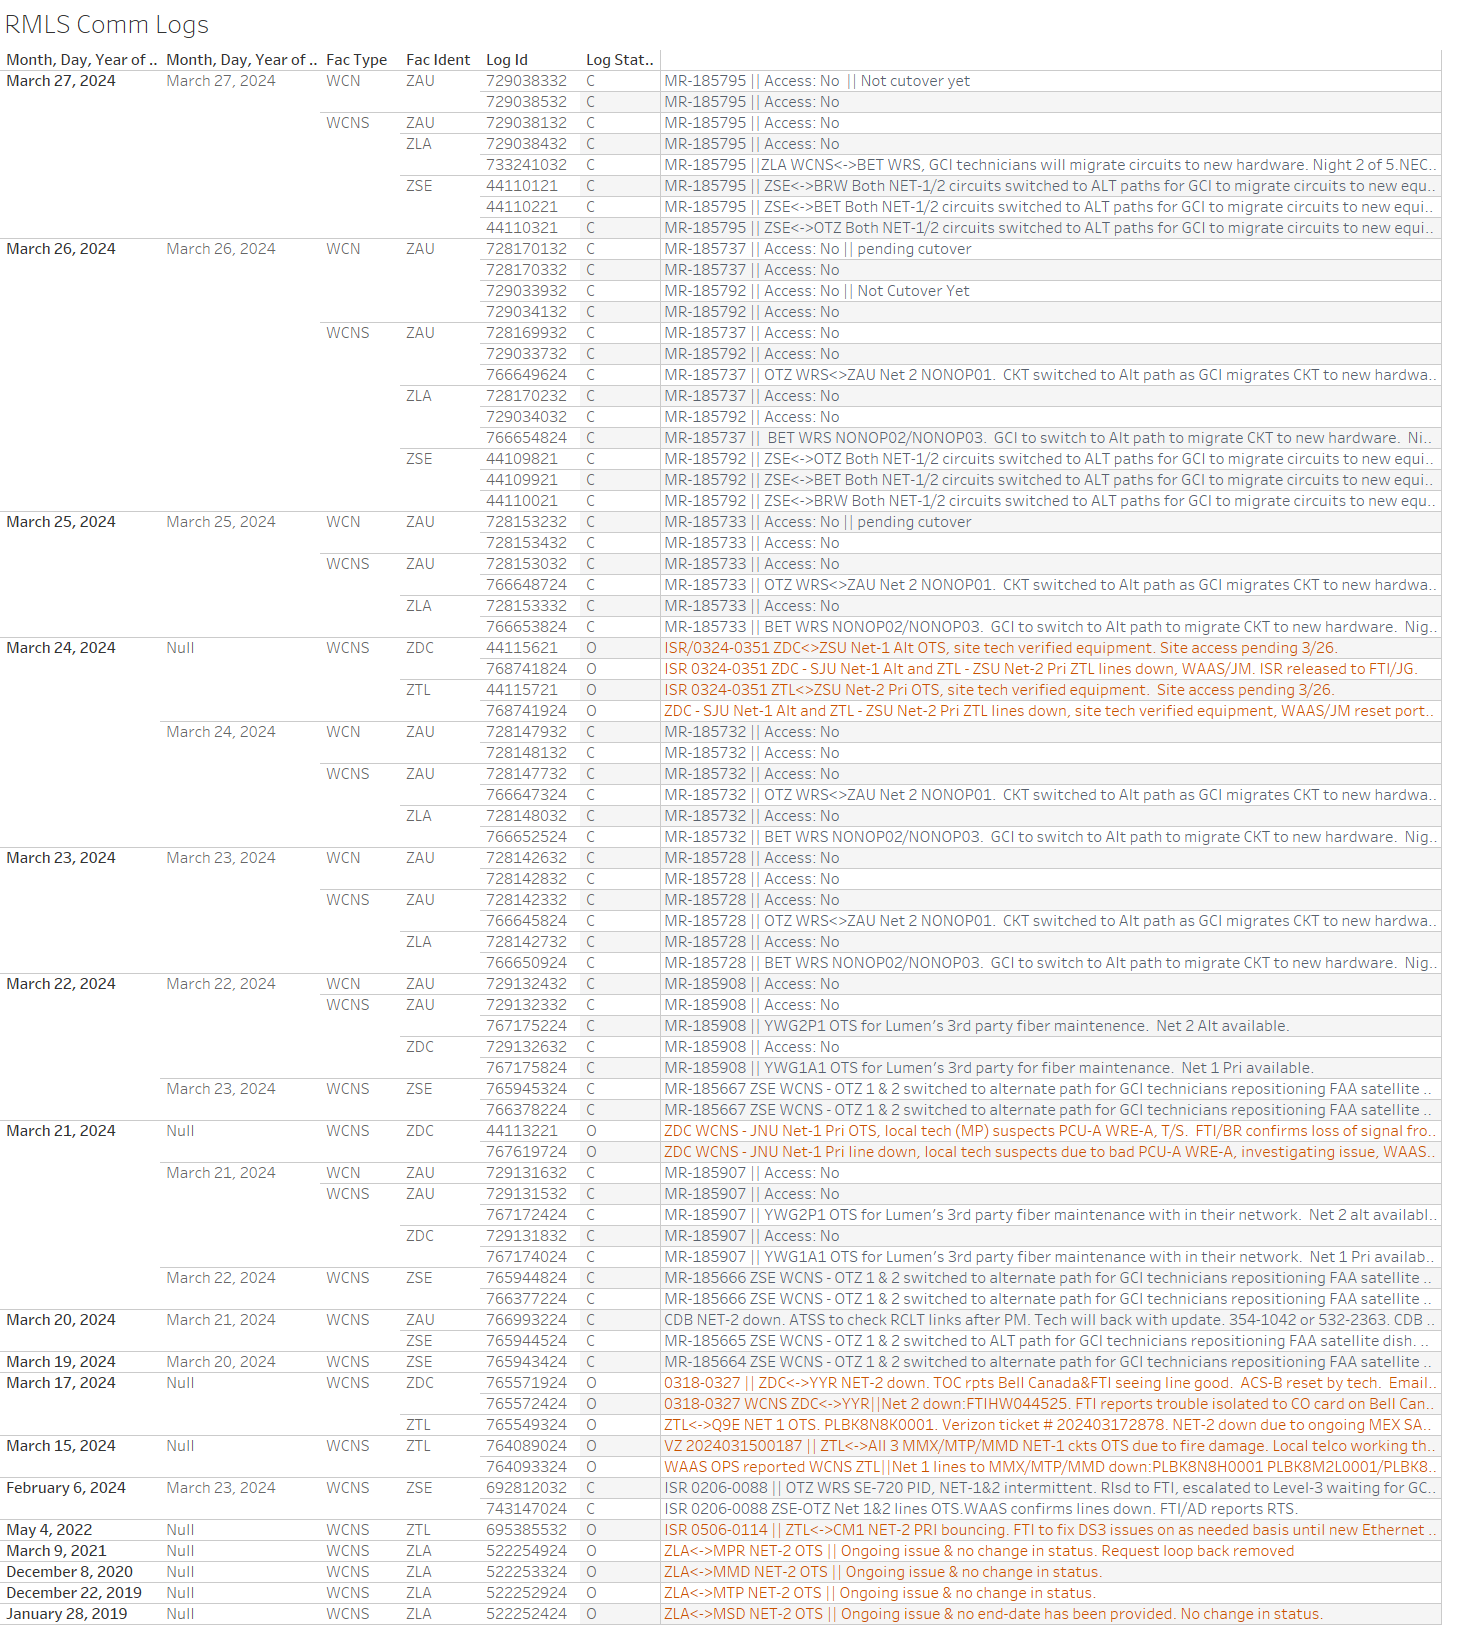 RMLS Comm Logs
Month, Day, Year of .. Month, Day, Year of .. Fac Type Fac Ident Log Id Log Stat..
March 27, 2024 March 27, 2024 WCN ZAU 729038332 C MR-185795 || Access: No || Not cutover yet
729038532 C MR-185795 || Access: No
WCNS ZAU 729038132 C MR-185795 || Access: No
ZLA 729038432 C MR-185795 || Access: No
733241032 C MR-185795 ||ZLA WCNS<->BET WRS, GCI technicians will migrate circuits to new hardware. Night 2 of 5.NEC..
ZSE 44110121 C MR-185795 || ZSE<->BRW Both NET-1/2 circuits switched to ALT paths for GCI to migrate circuits to new equ..
44110221 C MR-185795 || ZSE<->BET Both NET-1/2 circuits switched to ALT paths for GCI to migrate circuits to new equi..
44110321 C MR-185795 || ZSE<->OTZ Both NET-1/2 circuits switched to ALT paths for GCI to migrate circuits to new equi..
March 26, 2024 March 26, 2024 WCN ZAU 728170132 C MR-185737 || Access: No || pending cutover
728170332 C MR-185737 || Access: No
729033932 C MR-185792 || Access: No || Not Cutover Yet
729034132 C MR-185792 || Access: No
WCNS ZAU 728169932 C MR-185737 || Access: No
729033732 C MR-185792 || Access: No
766649624 C MR-185737 || OTZ WRS<>ZAU Net 2 NONOP01. CKT switched to Alt path as GCI migrates CKT to new hardwa..
ZLA 728170232 C MR-185737 || Access: No
729034032 C MR-185792 || Access: No
766654824 C MR-185737 || BET WRS NONOP02/NONOP03. GCI to switch to Alt path to migrate CKT to new hardware. Ni..
ZSE 44109821 C MR-185792 || ZSE<->OTZ Both NET-1/2 circuits switched to ALT paths for GCI to migrate circuits to new equi..
44109921 C MR-185792 || ZSE<->BET Both NET-1/2 circuits switched to ALT paths for GCI to migrate circuits to new equi..
44110021 C MR-185792 || ZSE<->BRW Both NET-1/2 circuits switched to ALT paths for GCI to migrate circuits to new equ..
March 25, 2024 March 25, 2024 WCN ZAU 728153232 C MR-185733 || Access: No || pending cutover
728153432 C MR-185733 || Access: No
WCNS ZAU 728153032 C MR-185733 || Access: No
766648724 C MR-185733 || OTZ WRS<>ZAU Net 2 NONOP01. CKT switched to Alt path as GCI migrates CKT to new hardwa..
ZLA 728153332 C MR-185733 || Access: No
766653824 C MR-185733 || BET WRS NONOP02/NONOP03. GCI to switch to Alt path to migrate CKT to new hardware. Nig..
March 24, 2024 Null WCNS ZDC 44115621 O ISR/0324-0351 ZDC<>ZSU Net-1 Alt OTS, site tech verified equipment. Site access pending 3/26.
768741824 O ISR 0324-0351 ZDC - SJU Net-1 Alt and ZTL - ZSU Net-2 Pri ZTL lines down, WAAS/JM. ISR released to FTI/JG.
ZTL 44115721 O ISR 0324-0351 ZTL<>ZSU Net-2 Pri OTS, site tech verified equipment. Site access pending 3/26.
768741924 O ZDC - SJU Net-1 Alt and ZTL - ZSU Net-2 Pri ZTL lines down, site tech verified equipment, WAAS/JM reset port..
March 24, 2024 WCN ZAU 728147932 C MR-185732 || Access: No
728148132 C MR-185732 || Access: No
WCNS ZAU 728147732 C MR-185732 || Access: No
766647324 C MR-185732 || OTZ WRS<>ZAU Net 2 NONOP01. CKT switched to Alt path as GCI migrates CKT to new hardwa..
ZLA 728148032 C MR-185732 || Access: No
766652524 C MR-185732 || BET WRS NONOP02/NONOP03. GCI to switch to Alt path to migrate CKT to new hardware. Nig..
March 23, 2024 March 23, 2024 WCN ZAU 728142632 C MR-185728 || Access: No
728142832 C MR-185728 || Access: No
WCNS ZAU 728142332 C MR-185728 || Access: No
766645824 C MR-185728 || OTZ WRS<>ZAU Net 2 NONOP01. CKT switched to Alt path as GCI migrates CKT to new hardwa..
ZLA 728142732 C MR-185728 || Access: No
766650924 C MR-185728 || BET WRS NONOP02/NONOP03. GCI to switch to Alt path to migrate CKT to new hardware. Nig..
March 22, 2024 March 22, 2024 WCN ZAU 729132432 C MR-185908 || Access: No
WCNS ZAU 729132332 C MR-185908 || Access: No
767175224 C MR-185908 || YWG2P1 OTS for Lumen's 3rd party fiber maintenence. Net 2 Alt available.
ZDC 729132632 C MR-185908 || Access: No
767175824 C MR-185908 || YWG1A1 OTS for Lumen's 3rd party for fiber maintenance. Net 1 Pri available.
March 23, 2024 WCNS ZSE 765945324 C MR-185667 ZSE WCNS - OTZ 1 & 2 switched to alternate path for GCI technicians repositioning FAA satellite ..
766378224 C MR-185667 ZSE WCNS - OTZ 1 & 2 switched to alternate path for GCI technicians repositioning FAA satellite ..
March 21, 2024 Null WCNS ZDC 44113221 O ZDC WCNS - JNU Net-1 Pri OTS, local tech (MP) suspects PCU-A WRE-A, T/S. FTI/BR confirms loss of signal fro..
767619724 O ZDC WCNS - JNU Net-1 Pri line down, local tech suspects due to bad PCU-A WRE-A, investigating issue, WAAS..
March 21, 2024 WCN ZAU 729131632 C MR-185907 || Access: No
WCNS ZAU 729131532 C MR-185907 || Access: No
767172424 C MR-185907 || YWG2P1 OTS for Lumen's 3rd party fiber maintenance with in their network. Net 2 alt availabl..
ZDC 729131832 C MR-185907 || Access: No
767174024 C MR-185907 || YWG1A1 OTS for Lumen's 3rd party fiber maintenance with in their network. Net 1 Pri availab..
March 22, 2024 WCNS ZSE 765944824 C MR-185666 ZSE WCNS - OTZ 1 & 2 switched to alternate path for GCI technicians repositioning FAA satellite ..
766377224 C MR-185666 ZSE WCNS - OTZ 1 & 2 switched to alternate path for GCI technicians repositioning FAA satellite ..
March 20, 2024 March 21, 2024 WCNS ZAU 766993224 C CDB NET-2 down. ATSS to check RCLT links after PM. Tech will back with update. 354-1042 or 532-2363. CDB ..
ZSE 765944524 C MR-185665 ZSE WCNS - OTZ 1 & 2 switched to ALT path for GCI technicians repositioning FAA satellite dish. ..
March 19, 2024 March 20, 2024 WCNS ZSE 765943424 C MR-185664 ZSE WCNS - OTZ 1 & 2 switched to alternate path for GCI technicians repositioning FAA satellite ..
March 17, 2024 Null WCNS ZDC 765571924 O 0318-0327 || ZDC<->YYR NET-2 down. TOC rpts Bell Canada&FTI seeing line good. ACS-B reset by tech. Email..
765572424 O 0318-0327 WCNS ZDC<->YYR||Net 2 down:FTIHW044525. FTI reports trouble isolated to CO card on Bell Can..
ZTL 765549324 O ZTL<->Q9E NET 1 OTS. PLBK8N8K0001. Verizon ticket # 202403172878. NET-2 down due to ongoing MEX SA..
March 15, 2024 Null WCNS ZTL 764089024 O VZ 2024031500187 || ZTL<->All 3 MMX/MTP/MMD NET-1 ckts OTS due to fire damage. Local telco working th..
764093324 O WAAS OPS reported WCNS ZTL||Net 1 lines to MMX/MTP/MMD down:PLBK8N8H0001 PLBK8M2L0001/PLBK8..
February 6, 2024 March 23, 2024 WCNS ZSE 692812032 C ISR 0206-0088 || OTZ WRS SE-720 PID, NET-1&2 intermittent. Rlsd to FTI, escalated to Level-3 waiting for GC..
743147024 C ISR 0206-0088 ZSE-OTZ Net 1&2 lines OTS.WAAS confirms lines down. FTI/AD reports RTS.
May 4, 2022 Null WCNS ZTL 695385532 O ISR 0506-0114 || ZTL<->CM1 NET-2 PRI bouncing. FTI to fix DS3 issues on as needed basis until new Ethernet ..
March 9, 2021 Null WCNS ZLA 522254924 O ZLA<->MPR NET-2 OTS || Ongoing issue & no change in status. Request loop back removed
December 8, 2020 Null WCNS ZLA 522253324 O ZLA<->MMD NET-2 OTS || Ongoing issue & no change in status.
December 22, 2019 Null WCNS ZLA 522252924 O ZLA<->MTP NET-2 OTS || Ongoing issue & no change in status.
January 28, 2019 Null WCNS ZLA 522252424 O ZLA<->MSD NET-2 OTS || Ongoing issue & no end-date has been provided. No change in status.